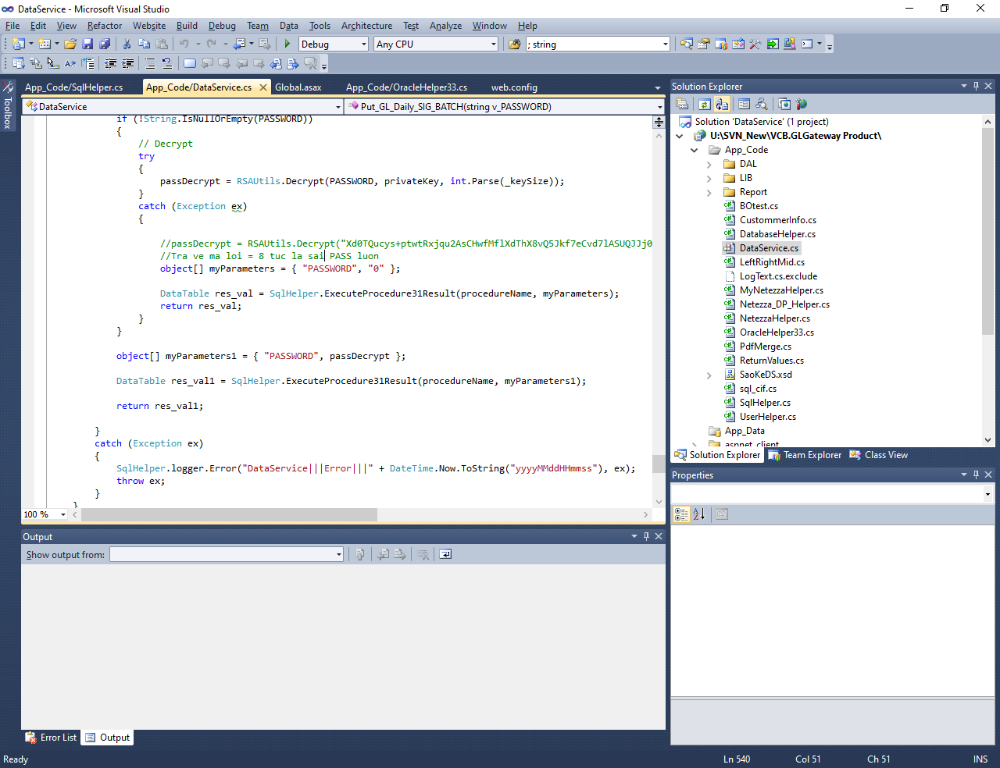 DataService - Microsoft Visual Studio
File Edit View Refactor Website Build Debug Team Data Tools Architecture Test Analyze Window Help
Debug Any CPU ; string
Toolbox
App_Code/SqlHelper.cs App_Code/DataService.cs Global.asax App_Code/OracleHelper33.cs web.config
DataService Put_GL_Daily_SIG_BATCH(string v_PASSWORD)
if (!String.IsNullOrEmpty(PASSWORD))
{
// Decrypt
try
{
passDecrypt = RSAUtils.Decrypt(PASSWORD, privateKey, int.Parse(_keySize));
}
catch (Exception ex)
{
//passDecrypt = RSAUtils.Decrypt("Xd0TQucys+ptwtRxjqu2AsCHwfMflXdThX8vQ5Jkf7eCvd7lASUQJJj0
//Tra ve ma loi = 8 tuc la sai PASS luon
object[] myParameters = { "PASSWORD", "0" };
DataTable res_val = SqlHelper.ExecuteProcedure31Result(procedureName, myParameters);
return res_val;
}
}
object[] myParameters1 = { "PASSWORD", passDecrypt };
DataTable res_val1 = SqlHelper.ExecuteProcedure31Result(procedureName, myParameters1);
return res_val1;
}
catch (Exception ex)
{
SqlHelper.logger.Error("DataService|||Error|||" + DateTime.Now.ToString("yyyyMMddHHmmss"), ex);
throw ex;
}
}
100 %
Output
Show output from:
Error List Output
Solution Explorer
Solution 'DataService' (1 project)
U:\SVN_New\VCB.GLGateway Product\
App_Code
DAL
LIB
Report
BOtest.cs
CustommerInfo.cs
DatabaseHelper.cs
DataService.cs
LeftRightMid.cs
LogText.cs.exclude
MyNetezzaHelper.cs
Netezza_DP_Helper.cs
NetezzaHelper.cs
OracleHelper33.cs
PdfMerge.cs
ReturnValues.cs
SaoKeDS.xsd
sql_cif.cs
SqlHelper.cs
UserHelper.cs
App_Data
aspnet_client
Solution Explorer Team Explorer Class View
Properties
Ready Ln 540 Col 51 Ch 51 INS